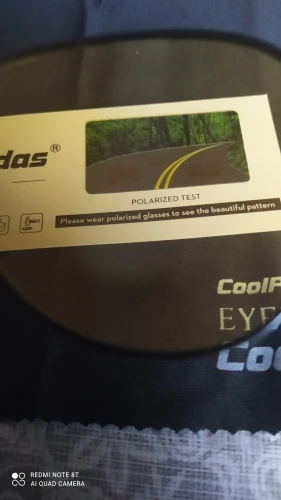 das®
POLARIZED TEST
Please wear polarized glasses to see the beautiful pattern
CoolF
EYE
Coo
REDMI NOTE 8T
AI QUAD CAMERA